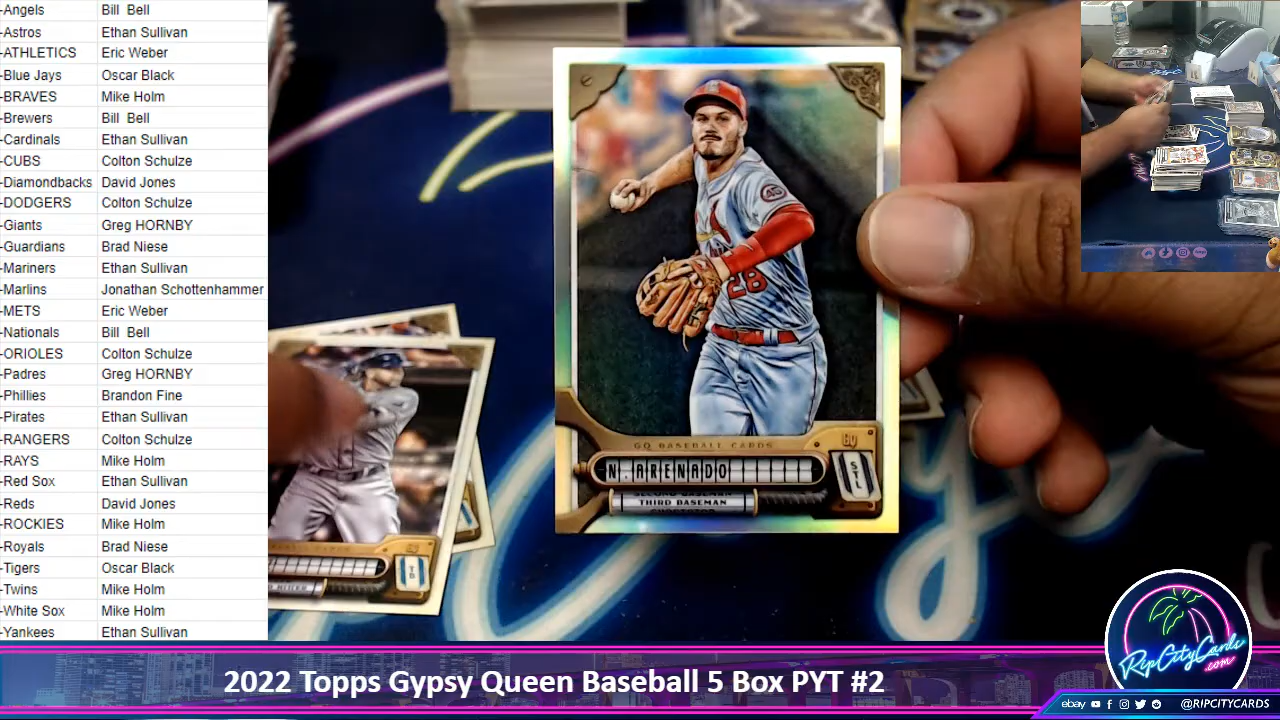 -Angels Bill Bell
-Astros Ethan Sullivan
-ATHLETICS Eric Weber
-Blue Jays Oscar Black
-BRAVES Mike Holm
-Brewers Bill Bell
-Cardinals Ethan Sullivan
-CUBS Colton Schulze
-Diamondbacks David Jones
-DODGERS Colton Schulze
-Giants Greg HORNBY
-Guardians Brad Niese
-Mariners Ethan Sullivan
-Marlins Jonathan Schottenhammer
-METS Eric Weber
-Nationals Bill Bell
-ORIOLES Colton Schulze
-Padres Greg HORNBY
-Phillies Brandon Fine
-Pirates Ethan Sullivan
-RANGERS Colton Schulze
-RAYS Mike Holm
-Red Sox Ethan Sullivan
-Reds David Jones
-ROCKIES Mike Holm
-Royals Brad Niese
-Tigers Oscar Black
-Twins Mike Holm
-White Sox Mike Holm
-Yankees Ethan Sullivan
28
GQ BASEBALL CARDS
GQ
N. ARENADO
STL
SECOND BASEMAN
THIRD BASEMAN
SHORTSTOP
RipCityCards
.com
2022 Topps Gypsy Queen Baseball 5 Box PYT #2
ebay @RIPCITYCARDS